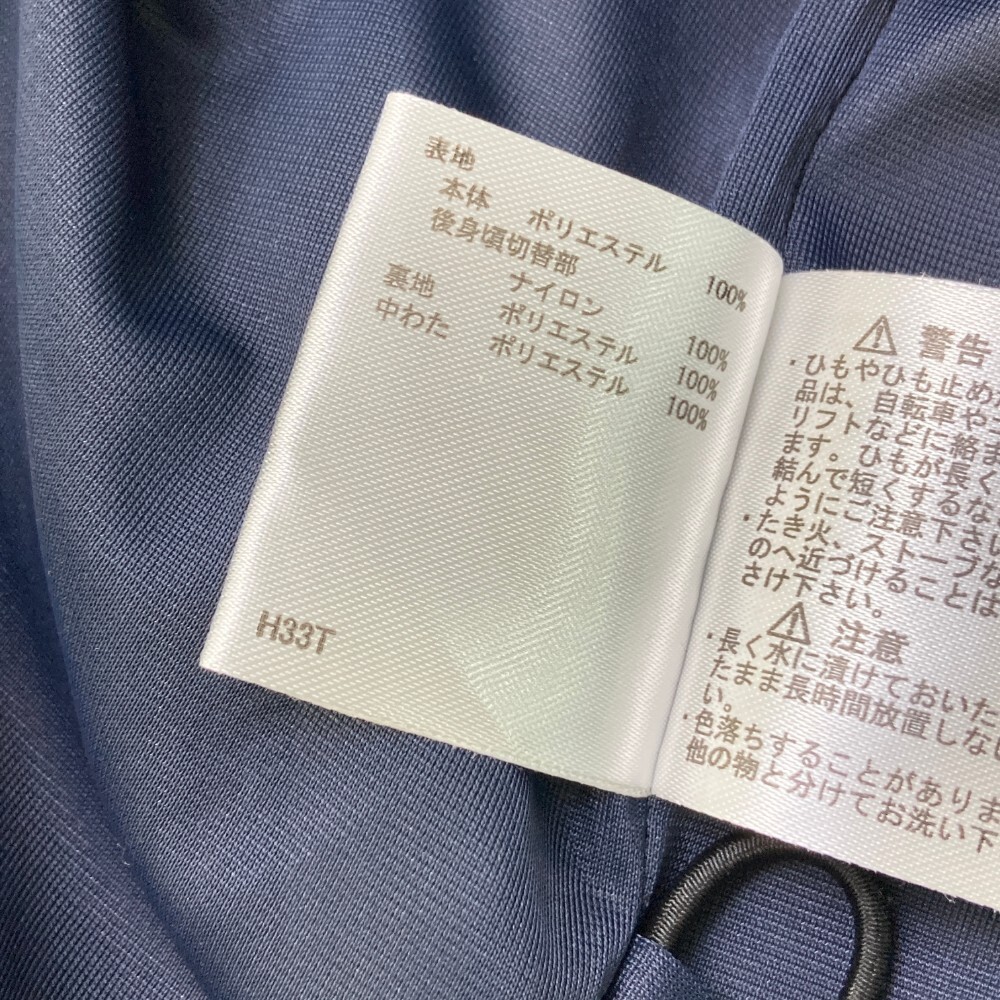 表地
本体 ポリエステル 100%
後身頃切替部
ナイロン 100%
裏地 ポリエステル 100%
中わた ポリエステル 100%
H33T
⚠ 警告
・ひもやひも止め
品は、自転車や
リフトなどに絡ま
ます。ひもが長く
結んで短くするな
ようにご注意下さい
・たき火、ストーブな
のへ近づけることは
さけ下さい。
⚠ 注意
・長く水に漬けておいた
たまま長時間放置しない
い。
・色落ちすることがありま
他の物と分けてお洗い下